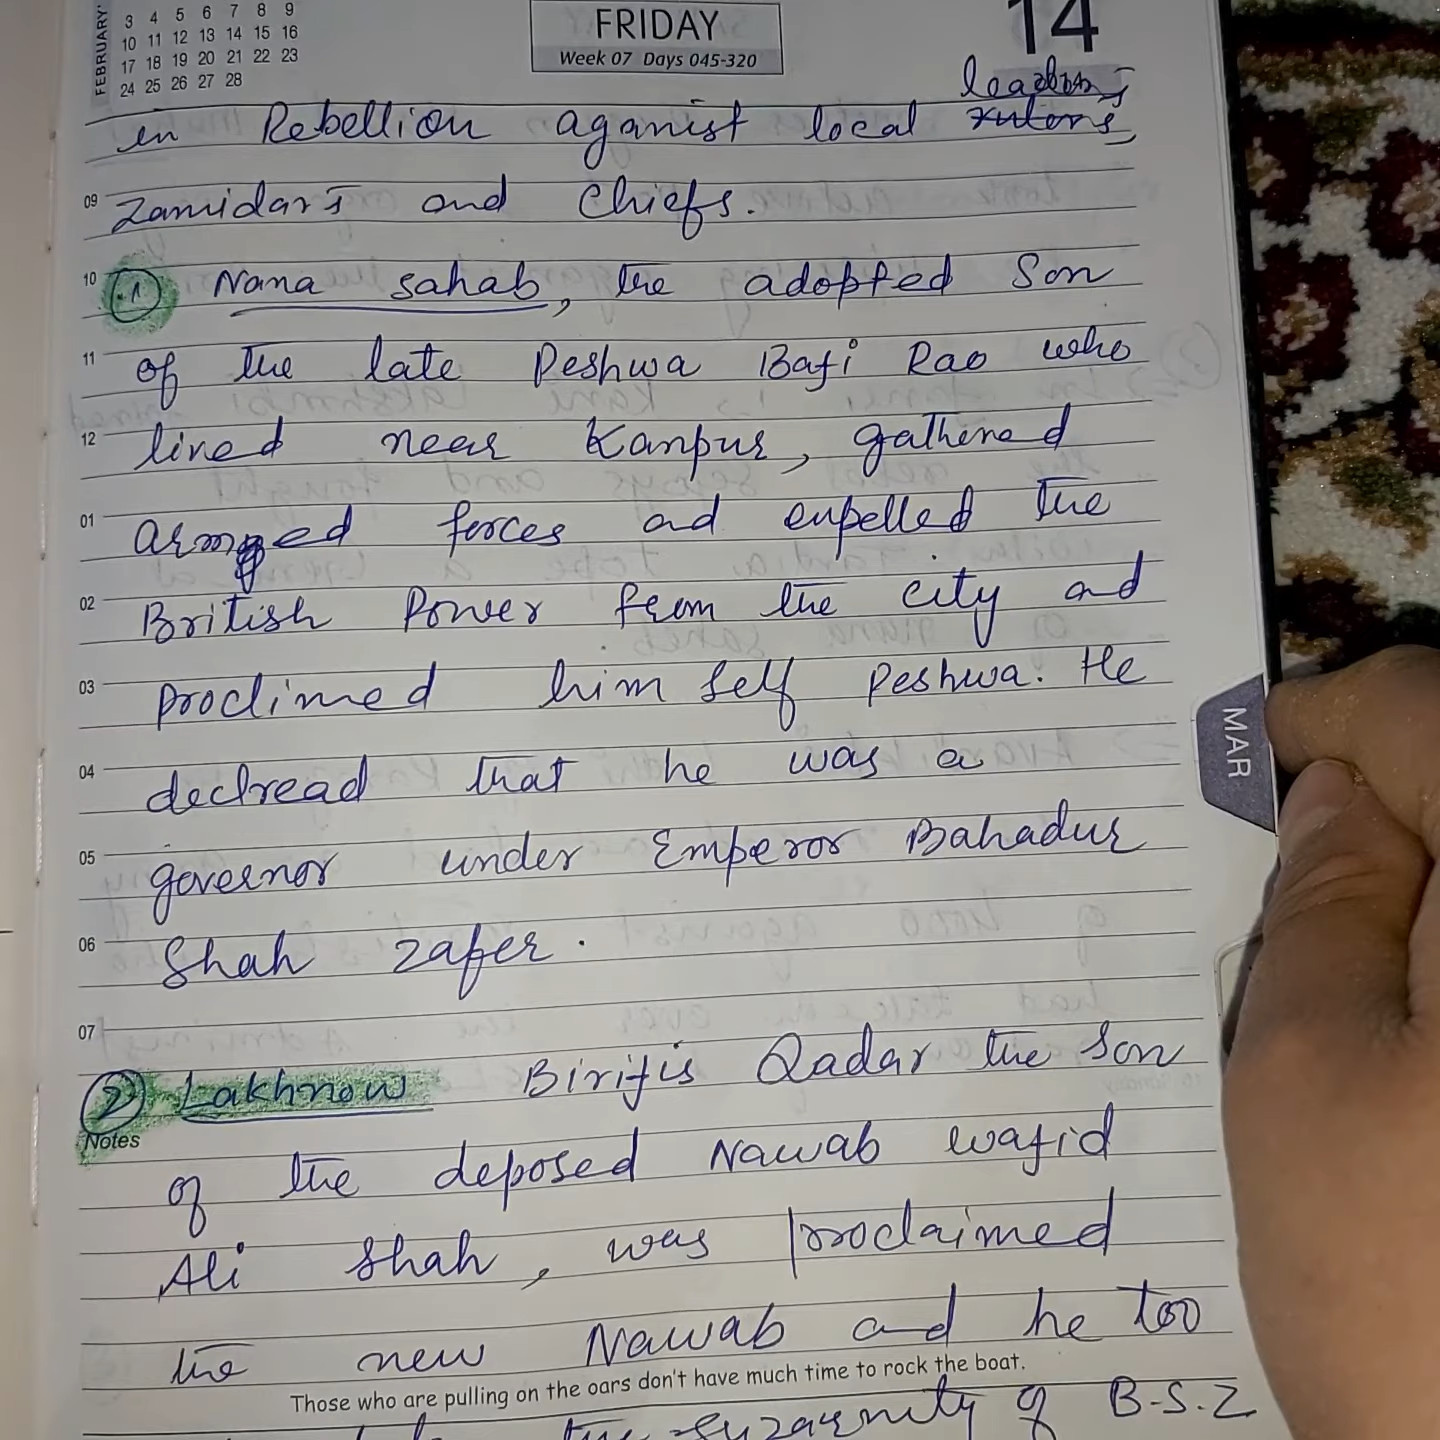 FEBRUARY'
3 4 5 6 7 8 9
10 11 12 13 14 15 16
17 18 19 20 21 22 23
24 25 26 27 28
FRIDAY
Week 07 Days 045-320
14
leaders
in Rebellion aganist local rulers,
09 Zamidars and Chiefs.
10 1 Nana sahab, the adopted Son
11 of the late Peshwa Baji Rao who
12 lived near Kanpur, gathered
01 armed forces and expelled the
02 British Power from the city and
03 proclimed him self Peshwa. He
04 declread that he was a
05 governor under Emperor Bahadur
06 Shah zafer.
07
2 Lakhnow Birijis Qadar the Son
Notes
of the deposed Nawab wajid
Ali Shah, was proclaimed
the new Nawab and he too
Those who are pulling on the oars don't have much time to rock the boat.
the suzarnity of B.S.Z
MAR